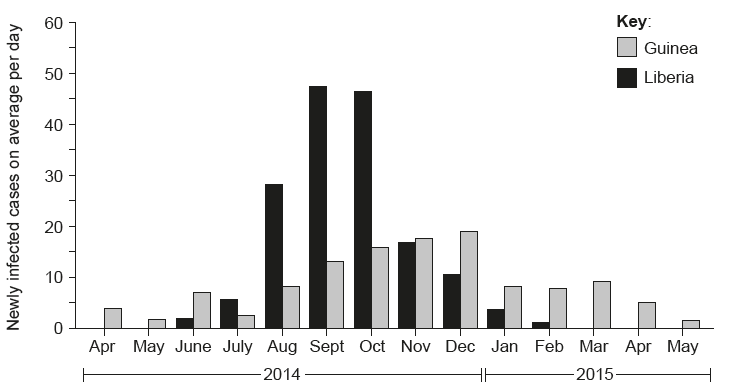 Newly infected cases on average per day
60
50
40
30
20
10
0
Key:
Guinea
Liberia
Apr May June July Aug Sept Oct Nov Dec Jan Feb Mar Apr May
2014 2015